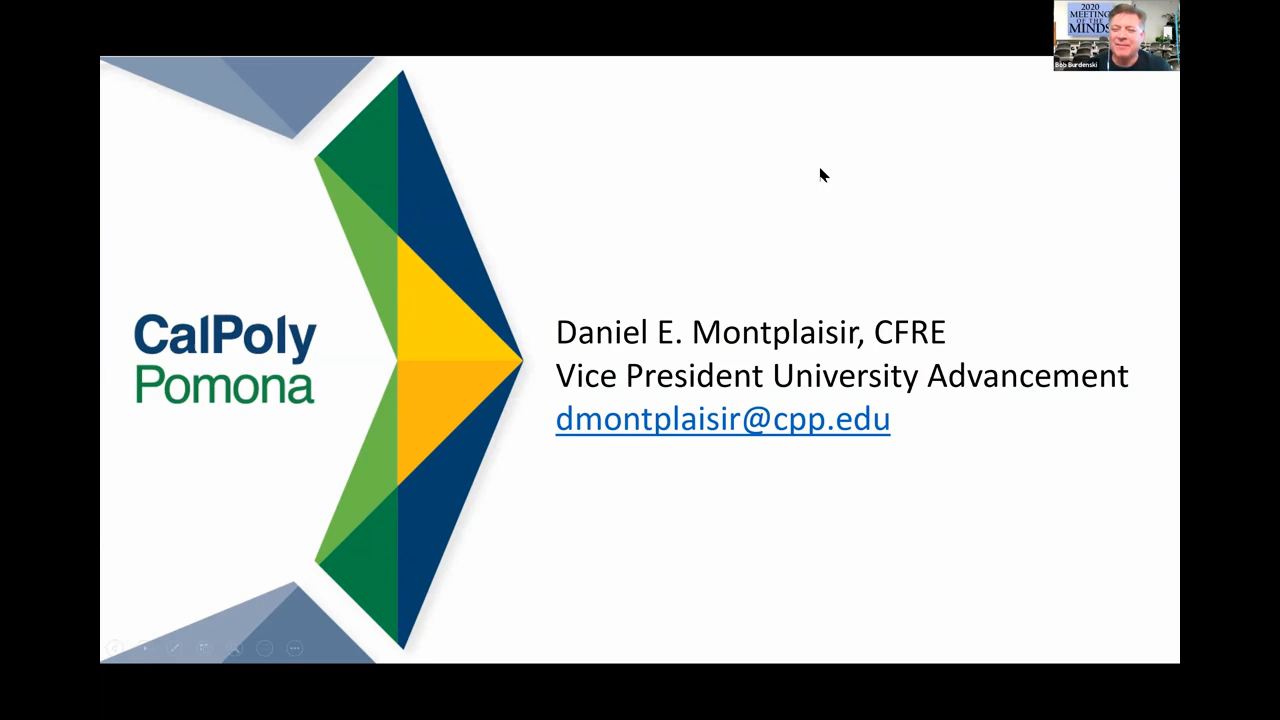 2020
MEETING
OF THE
MINDS
Bob Burdenski
CalPoly
Pomona
Daniel E. Montplaisir, CFRE
Vice President University Advancement
dmontplaisir@cpp.edu